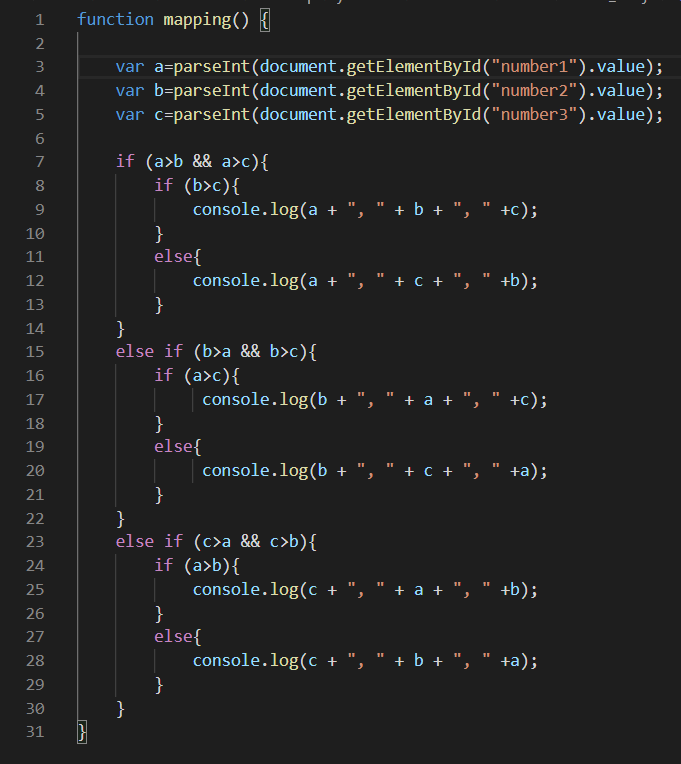 1 function mapping() {
2
3 var a=parseInt(document.getElementById("number1").value);
4 var b=parseInt(document.getElementById("number2").value);
5 var c=parseInt(document.getElementById("number3").value);
6
7 if (a>b && a>c){
8 if (b>c){
9 console.log(a + ", " + b + ", " +c);
10 }
11 else{
12 console.log(a + ", " + c + ", " +b);
13 }
14 }
15 else if (b>a && b>c){
16 if (a>c){
17 console.log(b + ", " + a + ", " +c);
18 }
19 else{
20 console.log(b + ", " + c + ", " +a);
21 }
22 }
23 else if (c>a && c>b){
24 if (a>b){
25 console.log(c + ", " + a + ", " +b);
26 }
27 else{
28 console.log(c + ", " + b + ", " +a);
29 }
30 }
31 }